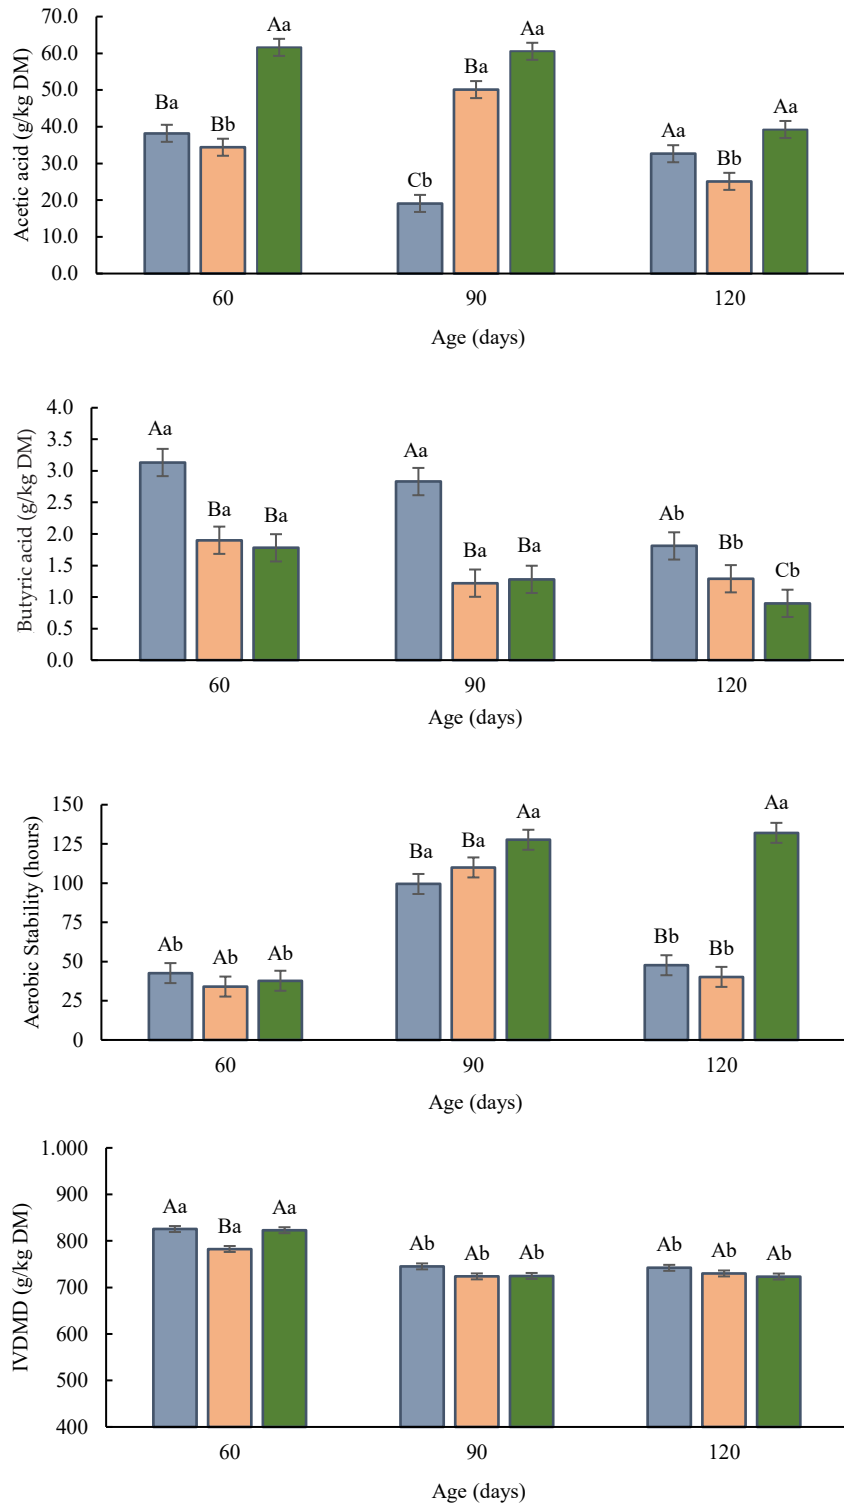 Acetic acid (g/kg DM)
70.0
60.0
50.0
40.0
30.0
20.0
10.0
0.0
Ba
Bb
Aa
Cb
Ba
Aa
Aa
Bb
Aa
60
90
120
Age (days)
Butyric acid (g/kg DM)
4.0
3.5
3.0
2.5
2.0
1.5
1.0
0.5
0.0
Aa
Ba
Ba
Aa
Ba
Ba
Ab
Bb
Cb
60
90
120
Age (days)
Aerobic Stability (hours)
150
125
100
75
50
25
0
Ab
Ab
Ab
Ba
Ba
Aa
Bb
Bb
Aa
60
90
120
Age (days)
IVDMD (g/kg DM)
1.000
900
800
700
600
500
400
Aa
Ba
Aa
Ab
Ab
Ab
Ab
Ab
Ab
60
90
120
Age (days)